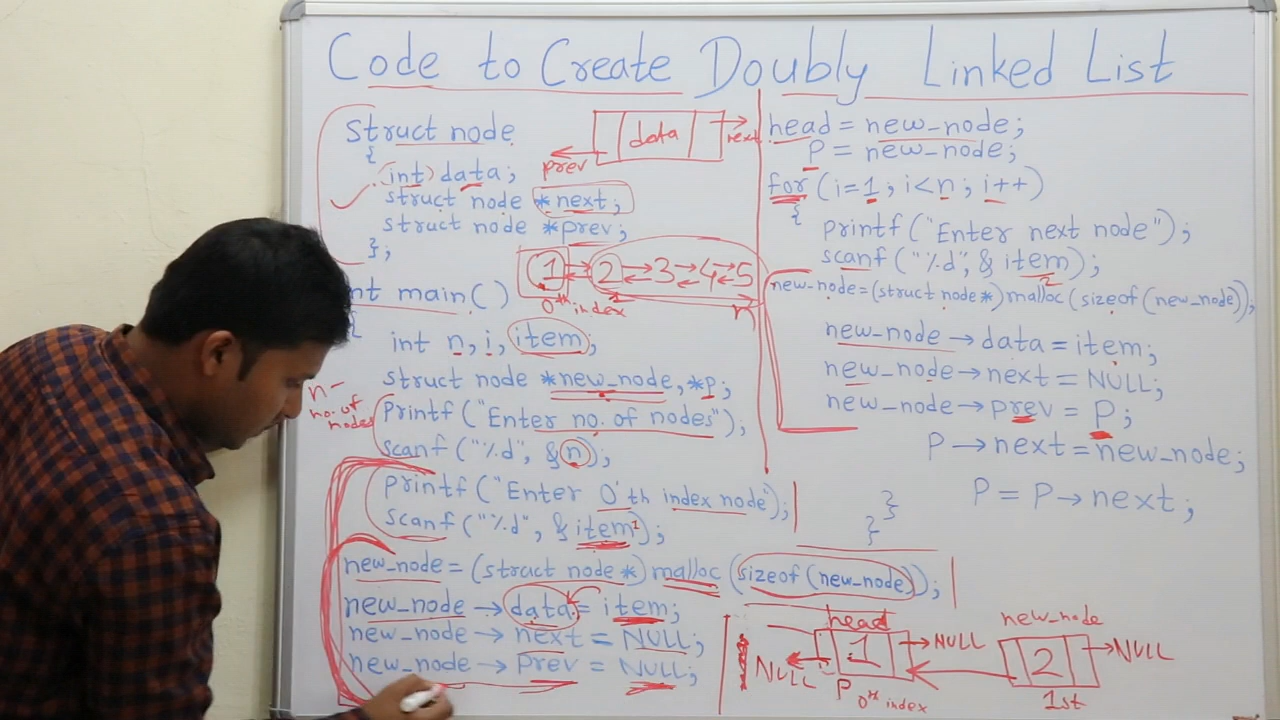 Code to Create Doubly Linked List
struct node
{
int data;
struct node *next;
struct node *prev;
};
prev
data
next
1 2 3 4 5
0th index
n
int main()
{
int n, i, item;
struct node *new_node, *p;
n-
no. of
nodes
printf("Enter no. of nodes");
scanf("%d", &n);
printf("Enter 0'th index node");
scanf("%d", &item);
1
new_node = (struct node*) malloc (sizeof(new_node));
new_node → data = item;
new_node → next = NULL;
new_node → prev = NULL;
head = new_node;
P = new_node;
for (i=1; i<n; i++)
{
printf("Enter next node");
scanf("%d", & item);
2
new_node=(struct node*) malloc(sizeof(new_node));
new_node → data = item;
new_node → next = NULL;
new_node → prev = P;
P → next = new_node;
P = P → next;
}
}
head
new_node
NULL
1
NULL
2
NULL
P
0th index
1st